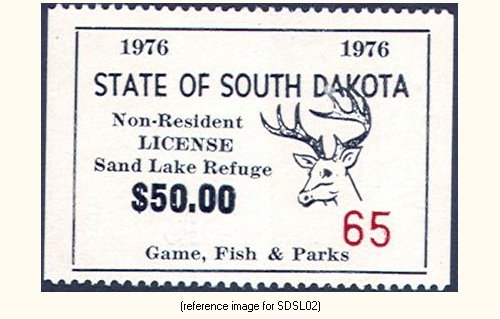 1976 1976
STATE OF SOUTH DAKOTA
Non-Resident
LICENSE
Sand Lake Refuge
$50.00
65
Game, Fish & Parks
(reference image for SDSL02)